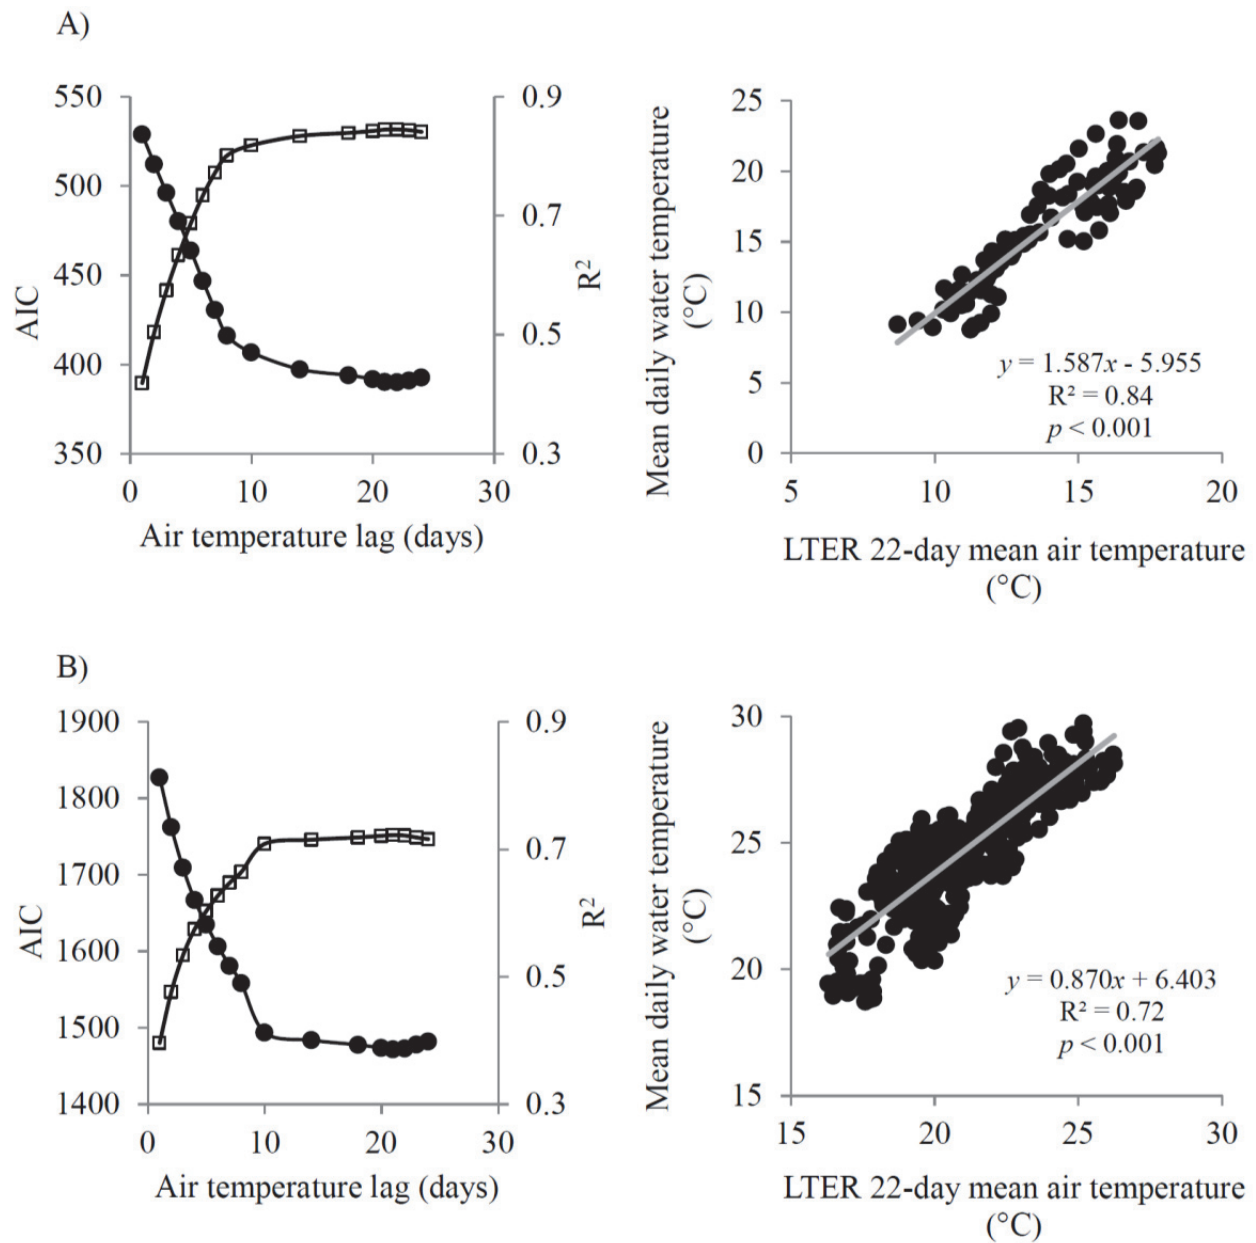 A)
550
500
450
400
350
AIC
0.9
0.7
0.5
0.3
R²
0 10 20 30
Air temperature lag (days)
Mean daily water temperature
(°C)
25
20
15
10
5
0
y = 1.587x - 5.955
R² = 0.84
p < 0.001
5 10 15 20
LTER 22-day mean air temperature
(°C)
B)
1900
1800
1700
1600
1500
1400
AIC
0.9
0.7
0.5
0.3
R²
0 10 20 30
Air temperature lag (days)
Mean daily water temperature
(°C)
30
25
20
15
y = 0.870x + 6.403
R² = 0.72
p < 0.001
15 20 25 30
LTER 22-day mean air temperature
(°C)